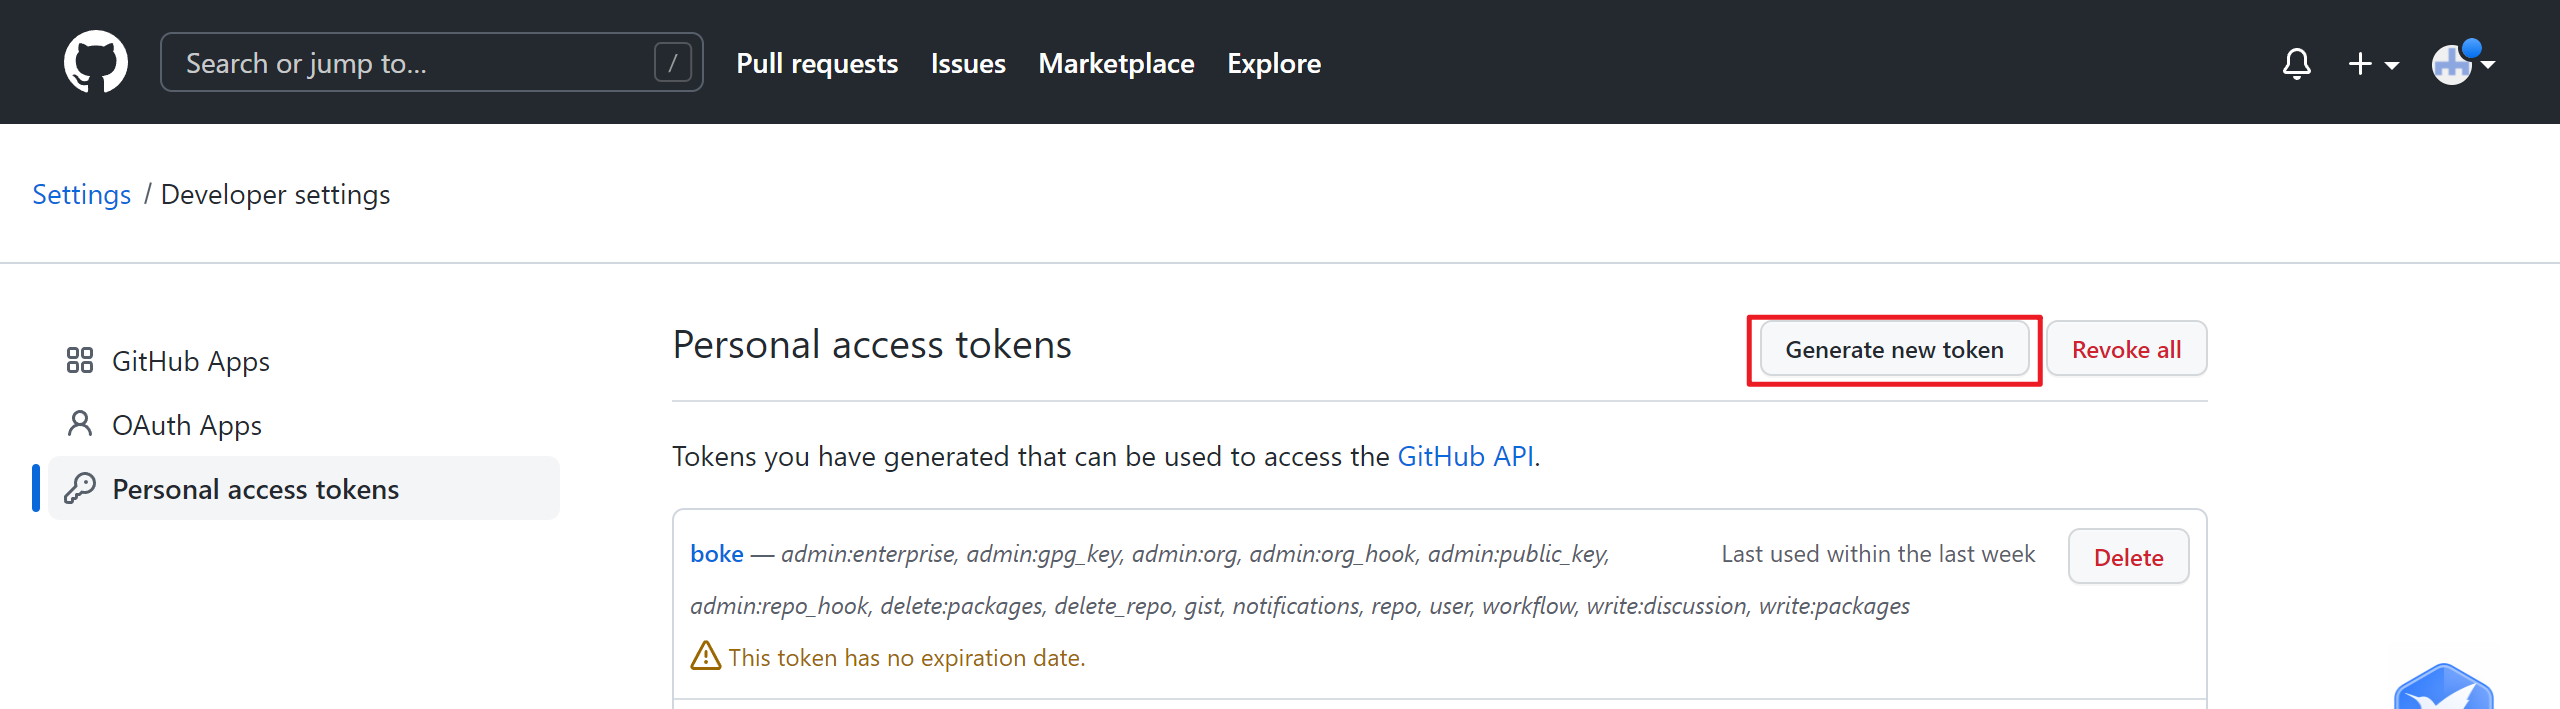 Search or jump to... /
Pull requests Issues Marketplace Explore
Settings / Developer settings
GitHub Apps
OAuth Apps
Personal access tokens
Personal access tokens
Generate new token Revoke all
Tokens you have generated that can be used to access the GitHub API.
boke — admin:enterprise, admin:gpg_key, admin:org, admin:org_hook, admin:public_key,
Last used within the last week Delete
admin:repo_hook, delete:packages, delete_repo, gist, notifications, repo, user, workflow, write:discussion, write:packages
This token has no expiration date.